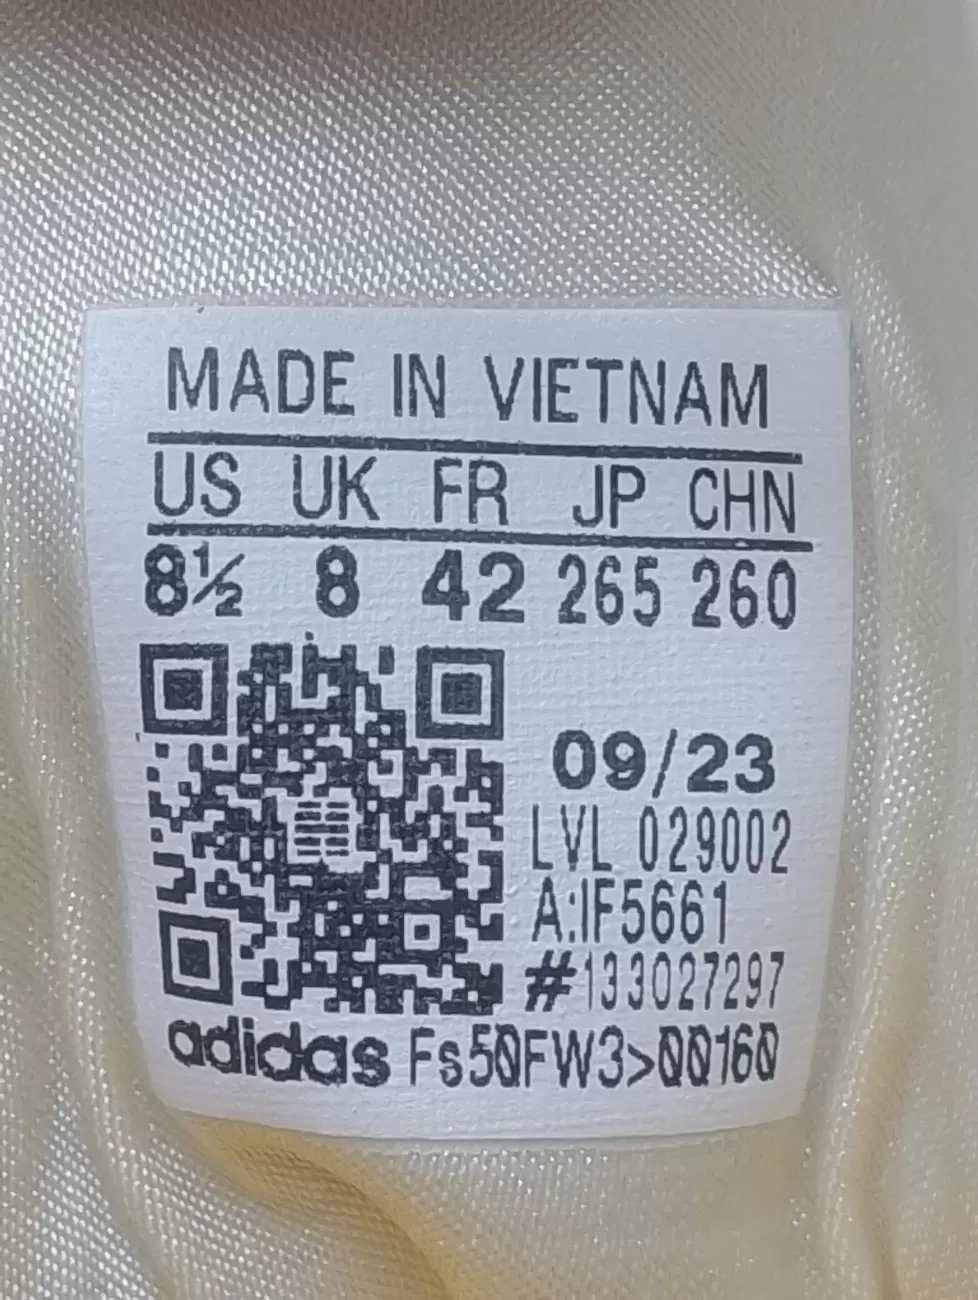 MADE IN VIETNAM
US UK FR JP CHN
8½ 8 42 265 260
09/23
LVL 029002
A:IF5661
#133027297
adidas Fs50FW3>00160